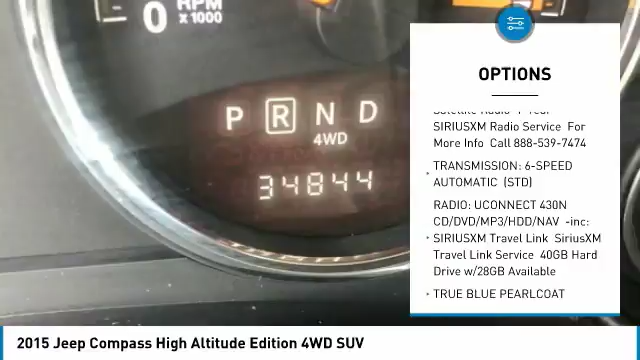 0 RPM
x 1000
P R N D
4WD
34844
OPTIONS
SIRIUSXM Radio Service For
More Info Call 888-539-7474
TRANSMISSION: 6-SPEED
AUTOMATIC (STD)
RADIO: UCONNECT 430N
CD/DVD/MP3/HDD/NAV -inc:
SIRIUSXM Travel Link SiriusXM
Travel Link Service 40GB Hard
Drive w/28GB Available
TRUE BLUE PEARLCOAT
2015 Jeep Compass High Altitude Edition 4WD SUV